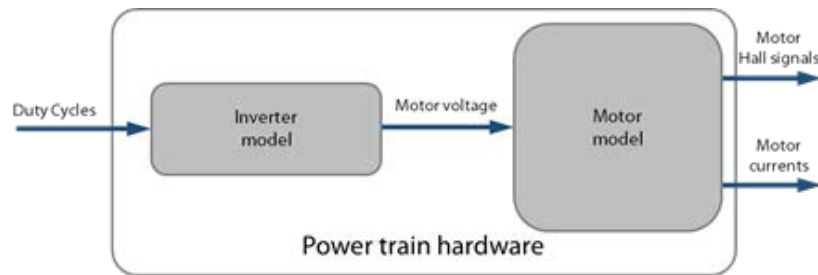 Motor
Hall signals
Duty Cycles
Inverter
model
Motor voltage
Motor
model
Motor
currents
Power train hardware